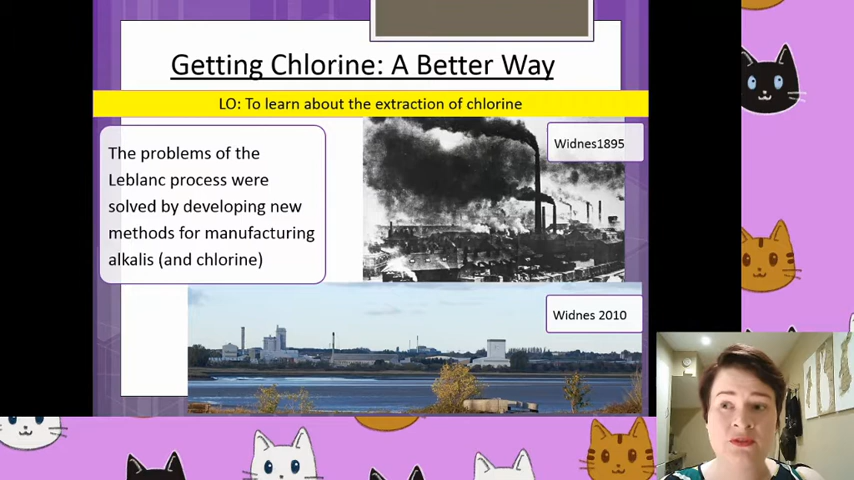 Getting Chlorine: A Better Way
LO: To learn about the extraction of chlorine
The problems of the
Leblanc process were
solved by developing new
methods for manufacturing
alkalis (and chlorine)
Widnes1895
Widnes 2010